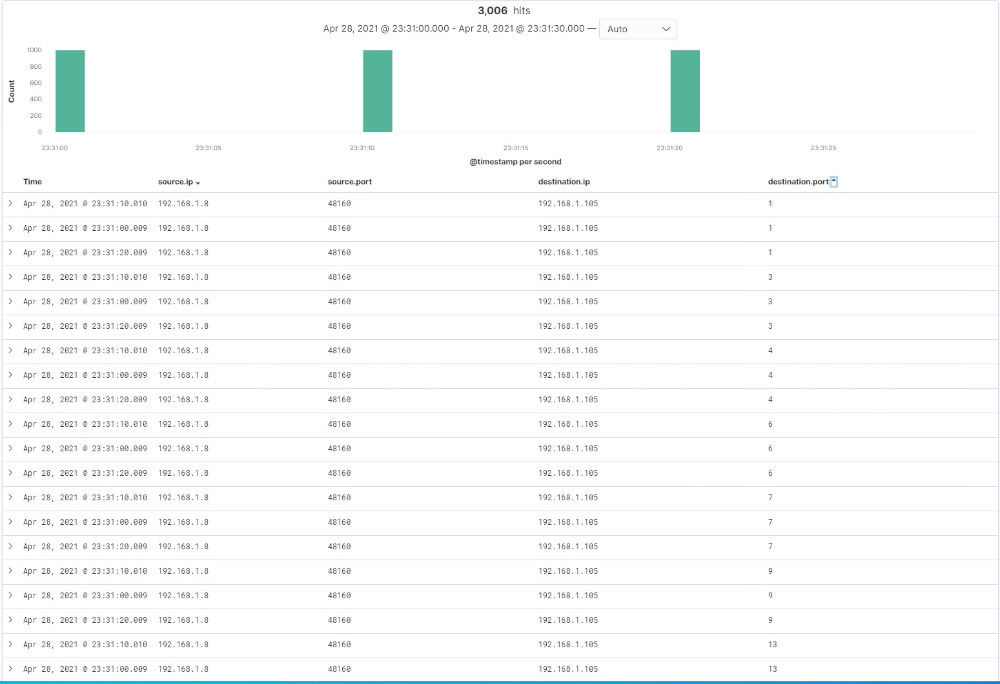 3,006 hits
Apr 28, 2021 @ 23:31:00.000 - Apr 28, 2021 @ 23:31:30.000 — Auto
1000
800
600
400
200
0
Count
23:31:00 23:31:05 23:31:10 23:31:15 23:31:20 23:31:25
@timestamp per second
Time source.ip source.port destination.ip destination.port
Apr 28, 2021 @ 23:31:10.010 192.168.1.8 48160 192.168.1.105 1
Apr 28, 2021 @ 23:31:00.009 192.168.1.8 48160 192.168.1.105 1
Apr 28, 2021 @ 23:31:20.009 192.168.1.8 48160 192.168.1.105 1
Apr 28, 2021 @ 23:31:10.010 192.168.1.8 48160 192.168.1.105 3
Apr 28, 2021 @ 23:31:00.009 192.168.1.8 48160 192.168.1.105 3
Apr 28, 2021 @ 23:31:20.009 192.168.1.8 48160 192.168.1.105 3
Apr 28, 2021 @ 23:31:10.010 192.168.1.8 48160 192.168.1.105 4
Apr 28, 2021 @ 23:31:00.009 192.168.1.8 48160 192.168.1.105 4
Apr 28, 2021 @ 23:31:20.009 192.168.1.8 48160 192.168.1.105 4
Apr 28, 2021 @ 23:31:10.010 192.168.1.8 48160 192.168.1.105 6
Apr 28, 2021 @ 23:31:00.009 192.168.1.8 48160 192.168.1.105 6
Apr 28, 2021 @ 23:31:20.009 192.168.1.8 48160 192.168.1.105 6
Apr 28, 2021 @ 23:31:10.010 192.168.1.8 48160 192.168.1.105 7
Apr 28, 2021 @ 23:31:00.009 192.168.1.8 48160 192.168.1.105 7
Apr 28, 2021 @ 23:31:20.009 192.168.1.8 48160 192.168.1.105 7
Apr 28, 2021 @ 23:31:10.010 192.168.1.8 48160 192.168.1.105 9
Apr 28, 2021 @ 23:31:00.009 192.168.1.8 48160 192.168.1.105 9
Apr 28, 2021 @ 23:31:20.009 192.168.1.8 48160 192.168.1.105 9
Apr 28, 2021 @ 23:31:10.010 192.168.1.8 48160 192.168.1.105 13
Apr 28, 2021 @ 23:31:00.009 192.168.1.8 48160 192.168.1.105 13